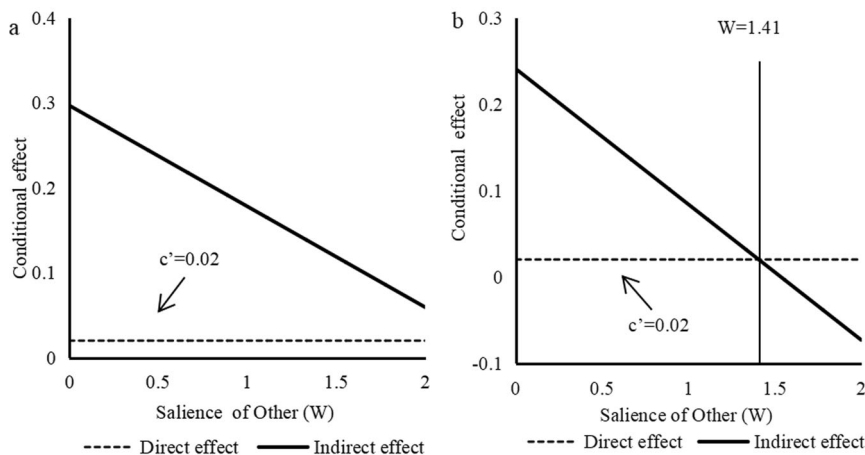 a
0.4
0.3
0.2
0.1
0
Conditional effect
c’=0.02
0 0.5 1 1.5 2
Salience of Other (W)
Direct effect Indirect effect
b
W=1.41
0.3
0.2
0.1
0
-0.1
Conditional effect
c’=0.02
0 0.5 1 1.5 2
Salience of Other (W)
Direct effect Indirect effect